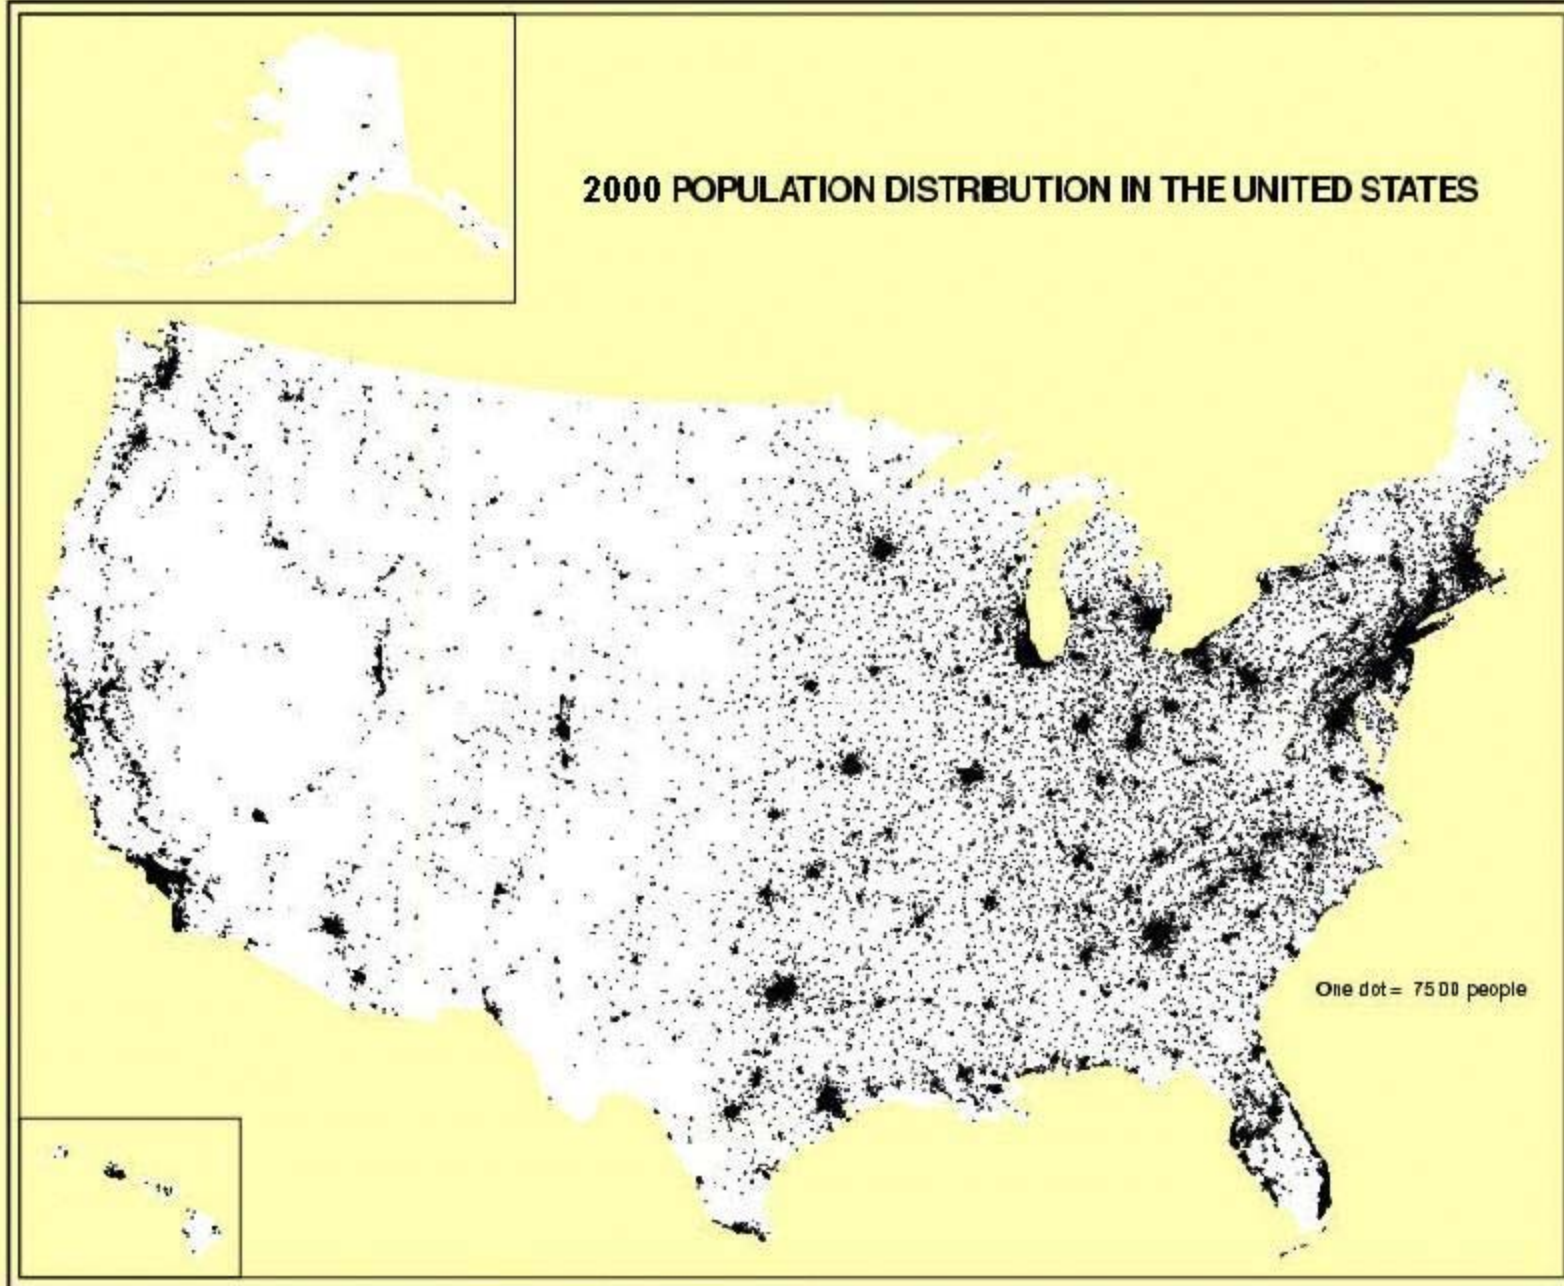 2000 POPULATION DISTRIBUTION IN THE UNITED STATES
One dot = 7500 people